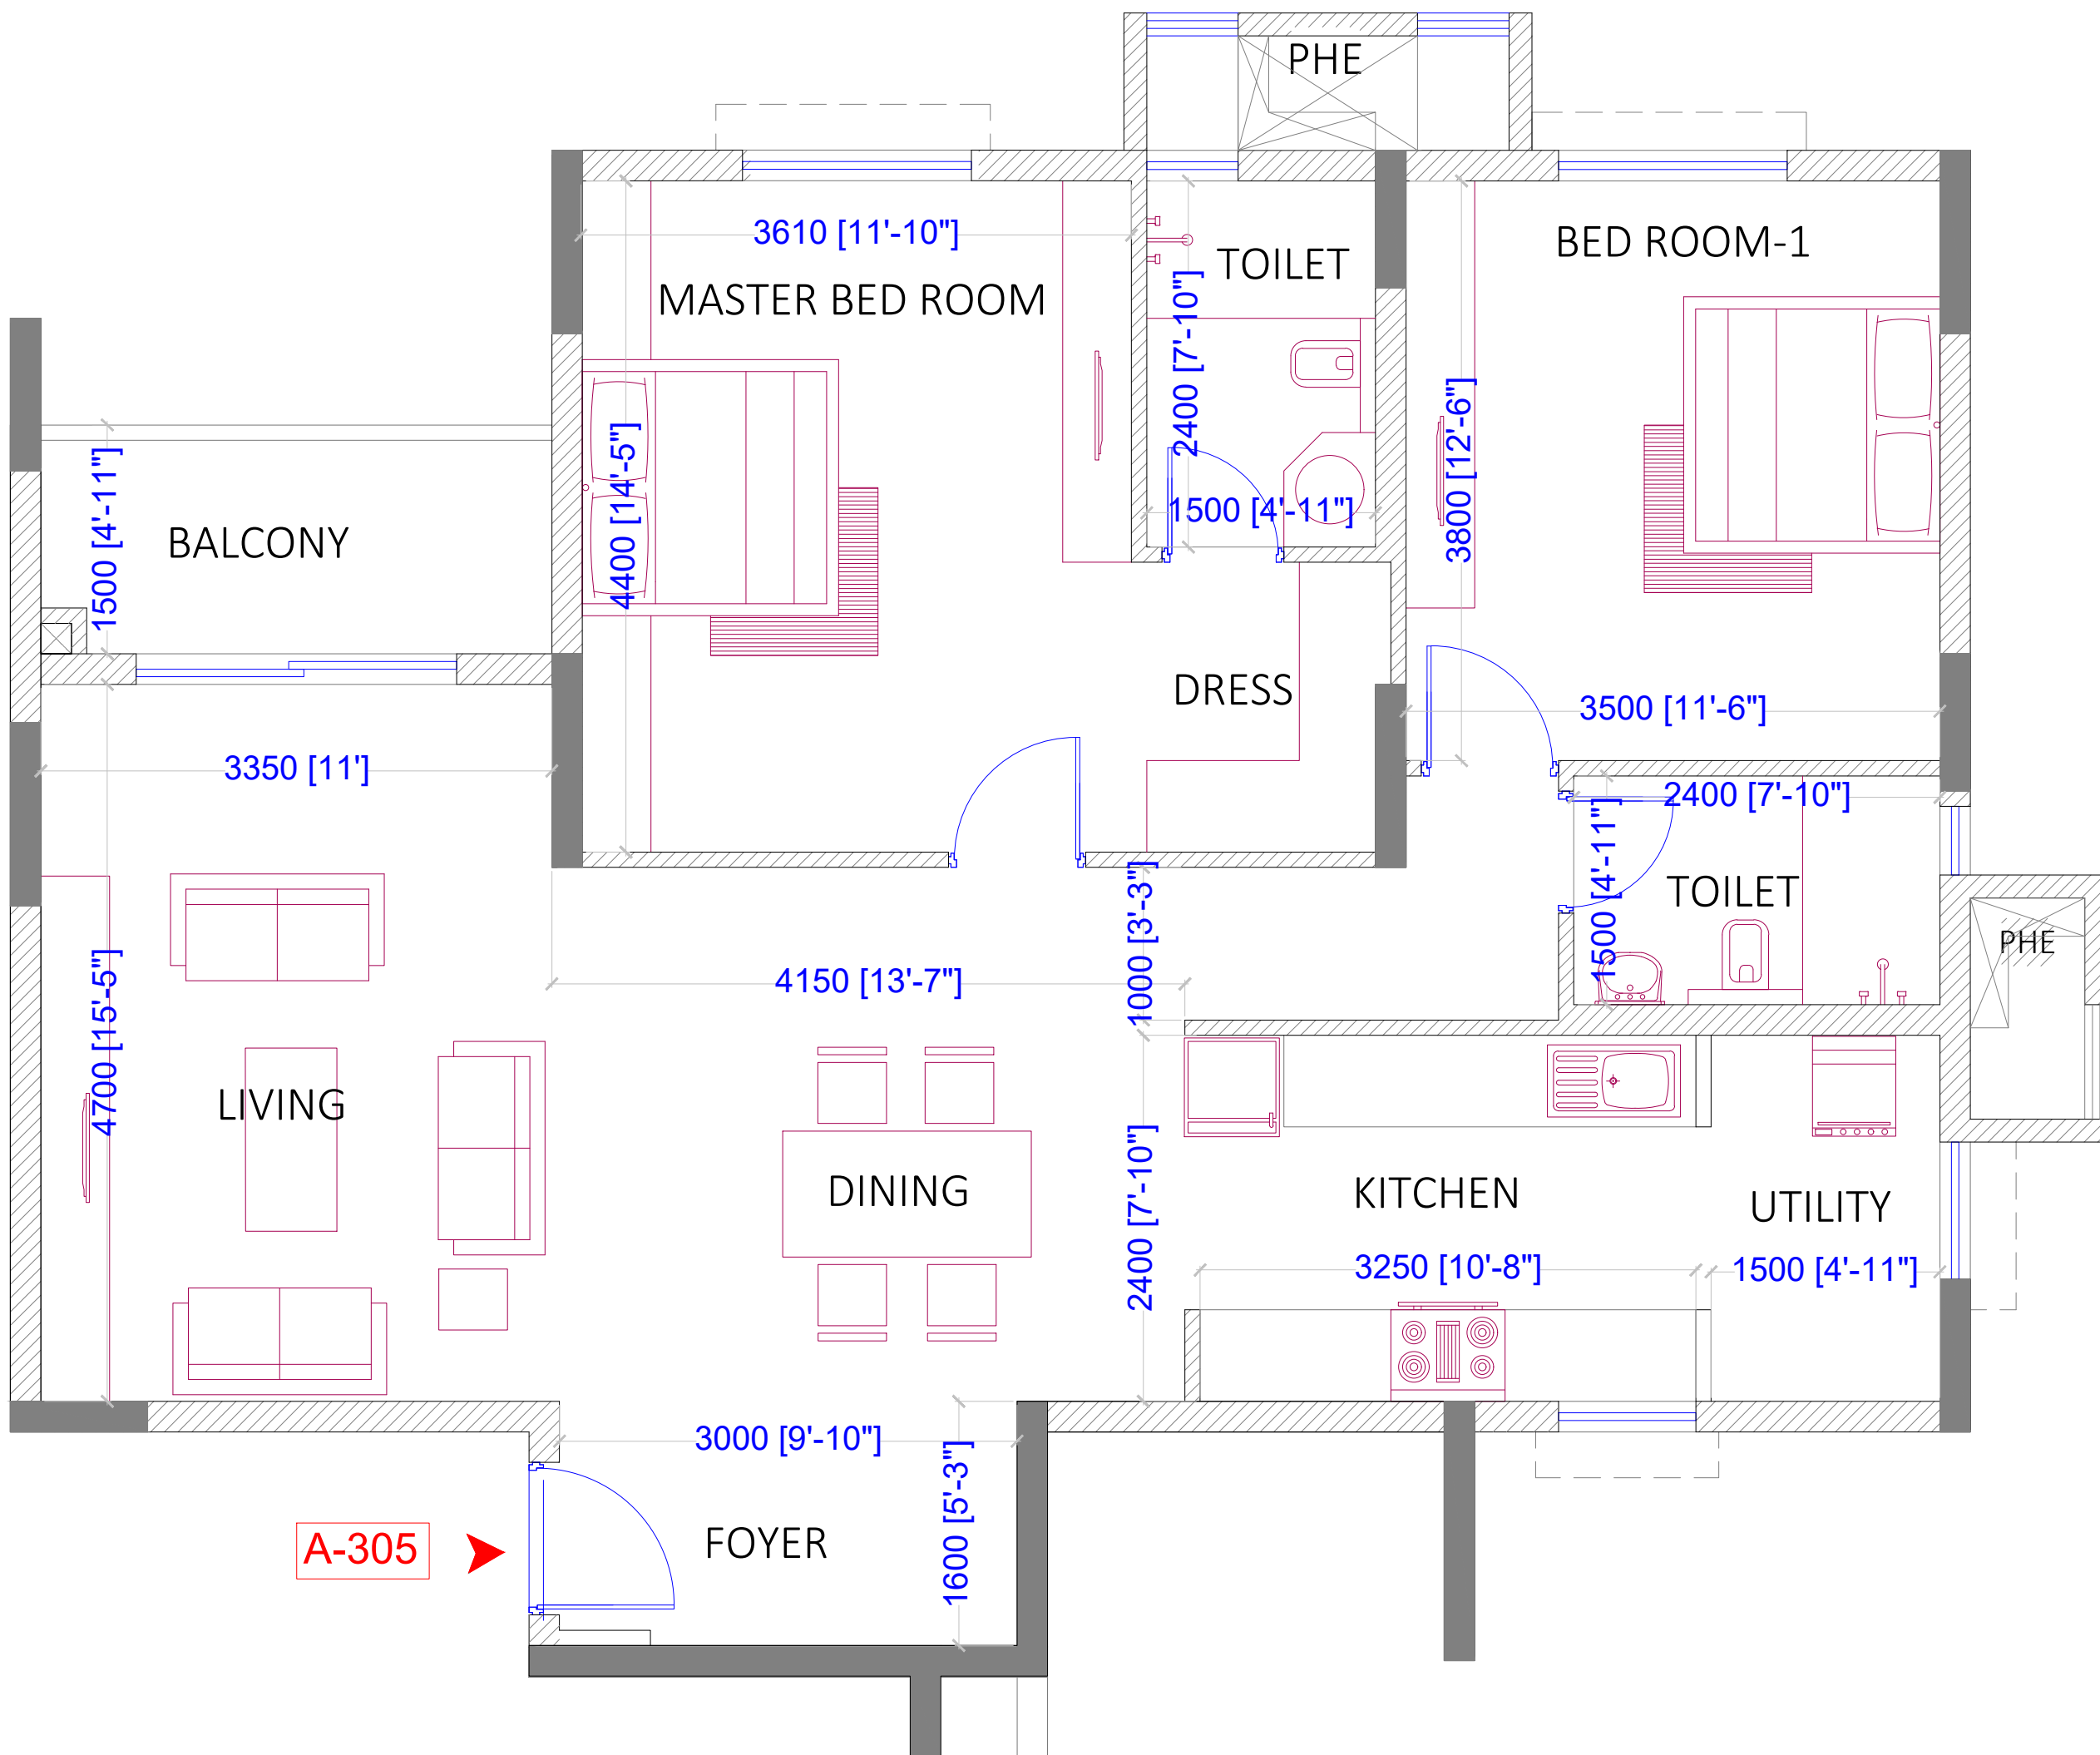 PHE
3610 [11'-10"]
MASTER BED ROOM
TOILET
BED ROOM-1
2400 [7'-10"]
1500 [4'-11"]
4400 [14'-5"]
3800 [12'-6"]
BALCONY
1500 [4'-11"]
DRESS
3500 [11'-6"]
3350 [11']
2400 [7'-10"]
1500 [4'-11"]
TOILET
PHE
1000 [3'-3"]
4150 [13'-7"]
4700 [15'-5"]
LIVING
DINING
2400 [7'-10"]
KITCHEN
UTILITY
3250 [10'-8"]
1500 [4'-11"]
3000 [9'-10"]
1600 [5'-3"]
FOYER
A-305